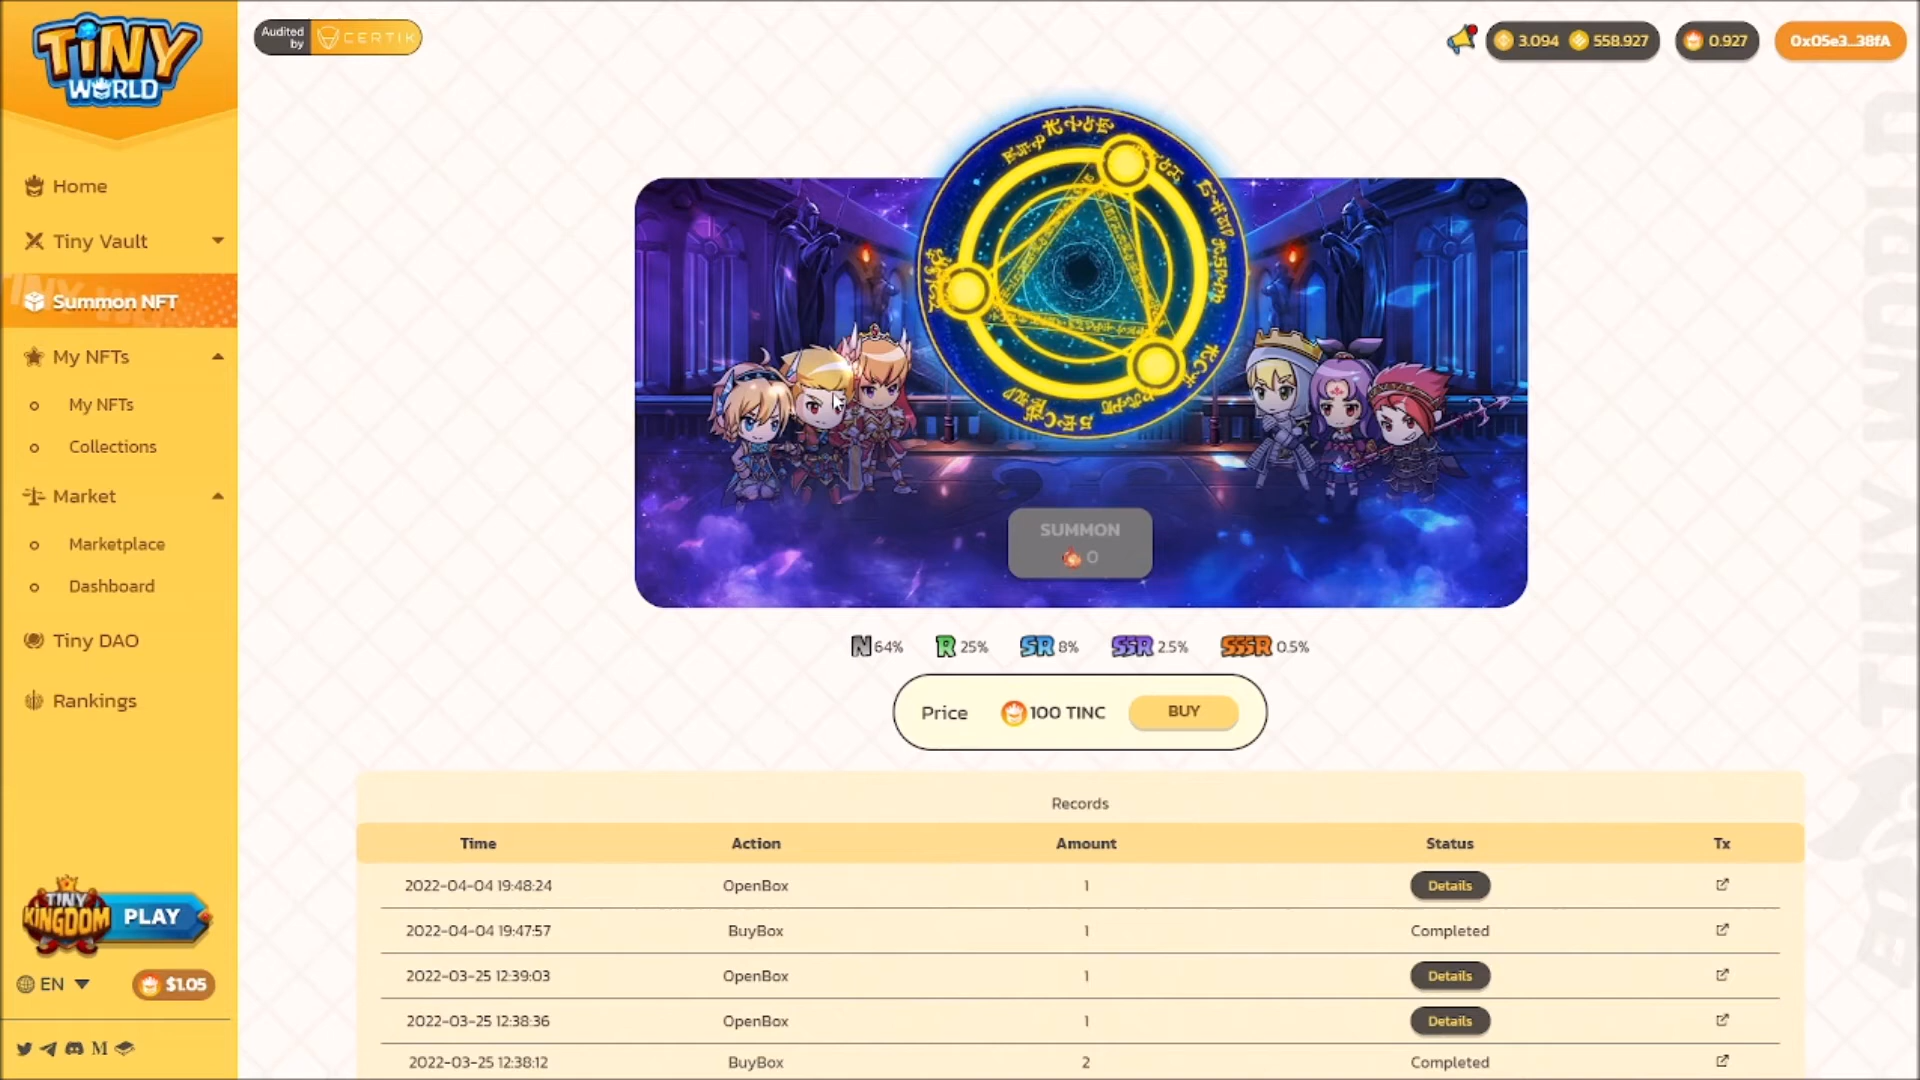 TINY
WORLD
Audited
by
CERTIK
3.094
558.927
0.927
0x05e3...38fA
Home
Tiny Vault
Summon NFT
My NFTs
My NFTs
Collections
Market
Marketplace
Dashboard
Tiny DAO
Rankings
TINY
KINGDOM
PLAY
EN
$1.05
M
SUMMON
0
N 64%
R 25%
SR 8%
SSR 2.5%
SSSR 0.5%
Price
100 TINC
BUY
Records
Time Action Amount Status Tx
2022-04-04 19:48:24 OpenBox 1 Details
2022-04-04 19:47:57 BuyBox 1 Completed
2022-03-25 12:39:03 OpenBox 1 Details
2022-03-25 12:38:36 OpenBox 1 Details
2022-03-25 12:38:12 BuyBox 2 Completed
TINY WORLD